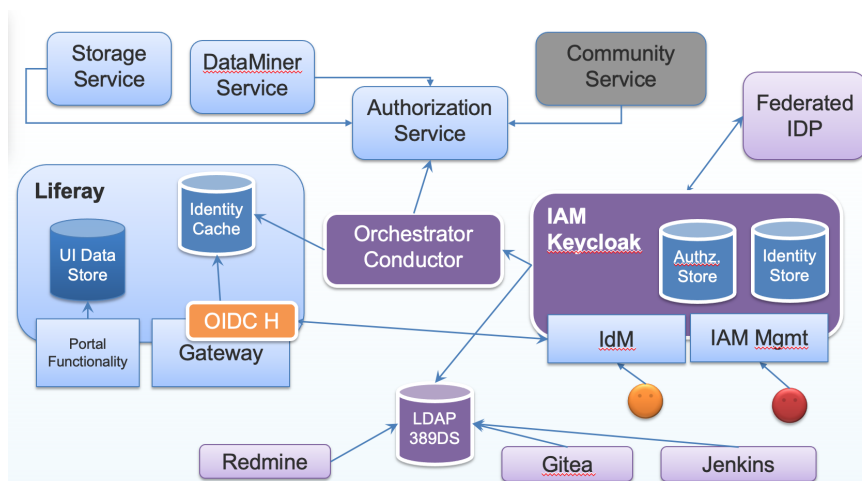 Storage
Service
DataMiner
Service
Community
Service
Authorization
Service
Federated
IDP
Liferay
Identity
Cache
UI Data
Store
Orchestrator
Conductor
IAM
Keycloak
Authz.
Store
Identity
Store
OIDC H
Portal
Functionality
Gateway
IdM
IAM Mgmt
LDAP
389DS
Redmine
Gitea
Jenkins